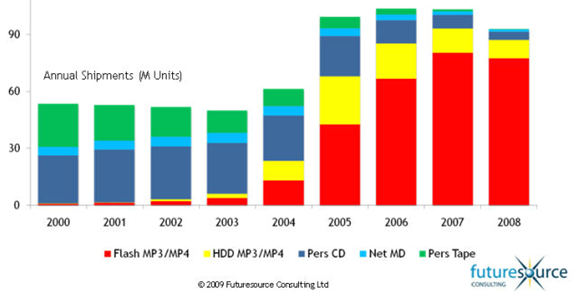 90
Annual Shipments (M Units)
60
30
0
2000 2001 2002 2003 2004 2005 2006 2007 2008
Flash MP3/MP4 HDD MP3/MP4 Pers CD Net MD Pers Tape
© 2009 Futuresource Consulting Ltd
futuresource
CONSULTING